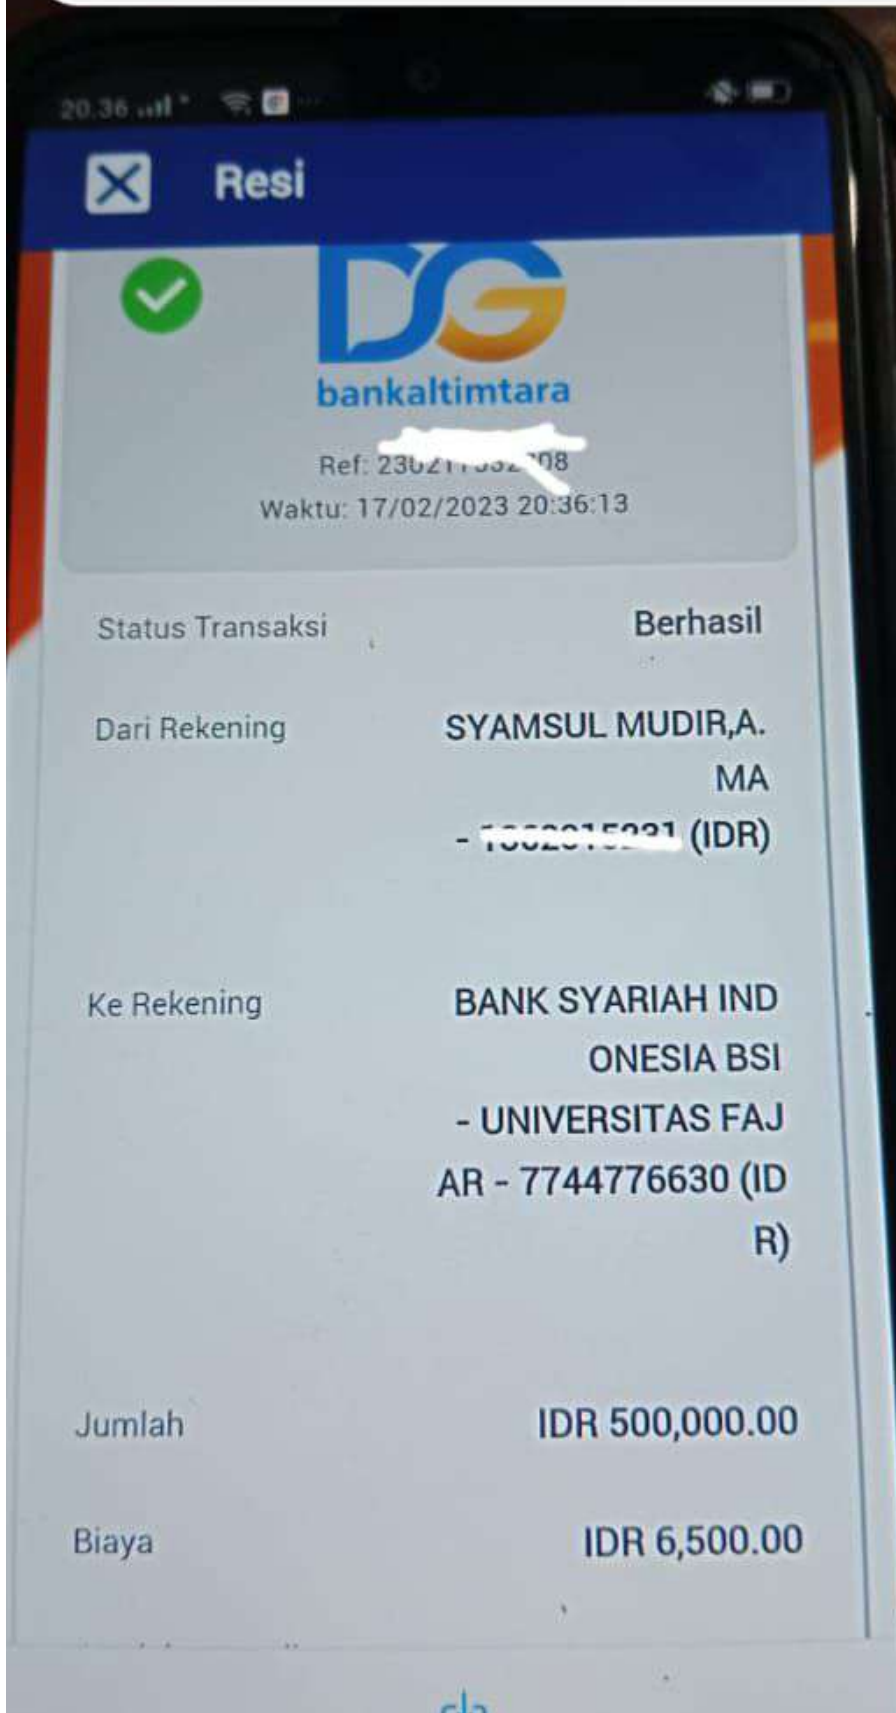 20.36
Resi
DG
bankaltimtara
Ref:
Waktu: 17/02/2023 20:36:13
Status Transaksi Berhasil
Dari Rekening SYAMSUL MUDIR,A.
MA
- (IDR)
Ke Rekening BANK SYARIAH IND
ONESIA BSI
- UNIVERSITAS FAJ
AR - 7744776630 (ID
R)
Jumlah IDR 500,000.00
Biaya IDR 6,500.00